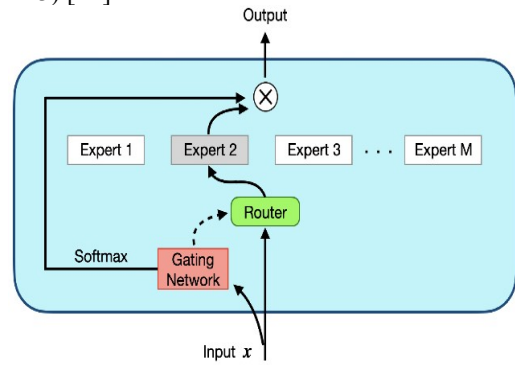 Output
Expert 1
Expert 2
Expert 3
. . .
Expert M
Router
Softmax
Gating
Network
Input x